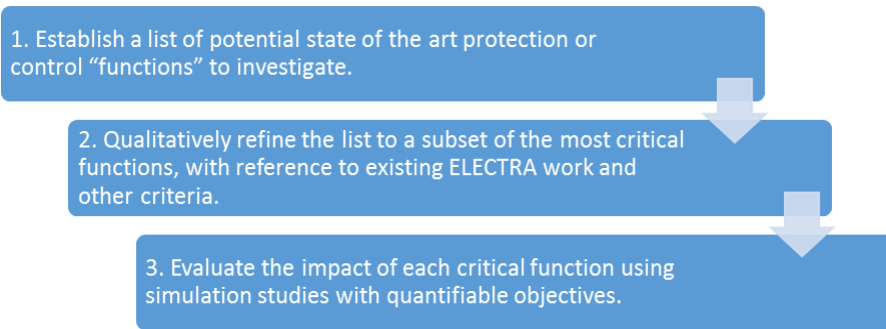 1. Establish a list of potential state of the art protection or
control “functions” to investigate.
2. Qualitatively refine the list to a subset of the most critical
functions, with reference to existing ELECTRA work and
other criteria.
3. Evaluate the impact of each critical function using
simulation studies with quantifiable objectives.